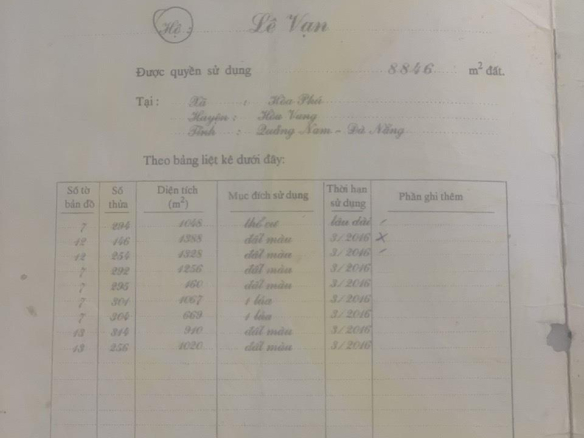 Hộ: Lê Vạn
Được quyền sử dụng 8846 m² đất.
Tại : Xã : Hòa Phú
Huyện : Hòa Vang
Tỉnh : Quảng Nam - Đà Nẵng
Theo bảng liệt kê dưới đây:
Số tờ bản đồ Số thửa Diện tích (m²) Mục đích sử dụng Thời hạn sử dụng Phần ghi thêm
7 294 1048 thổ cư lâu dài
12 146 1388 đất màu 3/2016 x
12 254 1328 đất màu 3/2016
7 292 1256 đất màu 3/2016
7 295 160 đất màu 3/2016
7 301 1067 1 lúa 3/2016
7 304 669 1 lúa 3/2016
13 314 910 đất màu 3/2016
13 256 1020 đất màu 3/2016